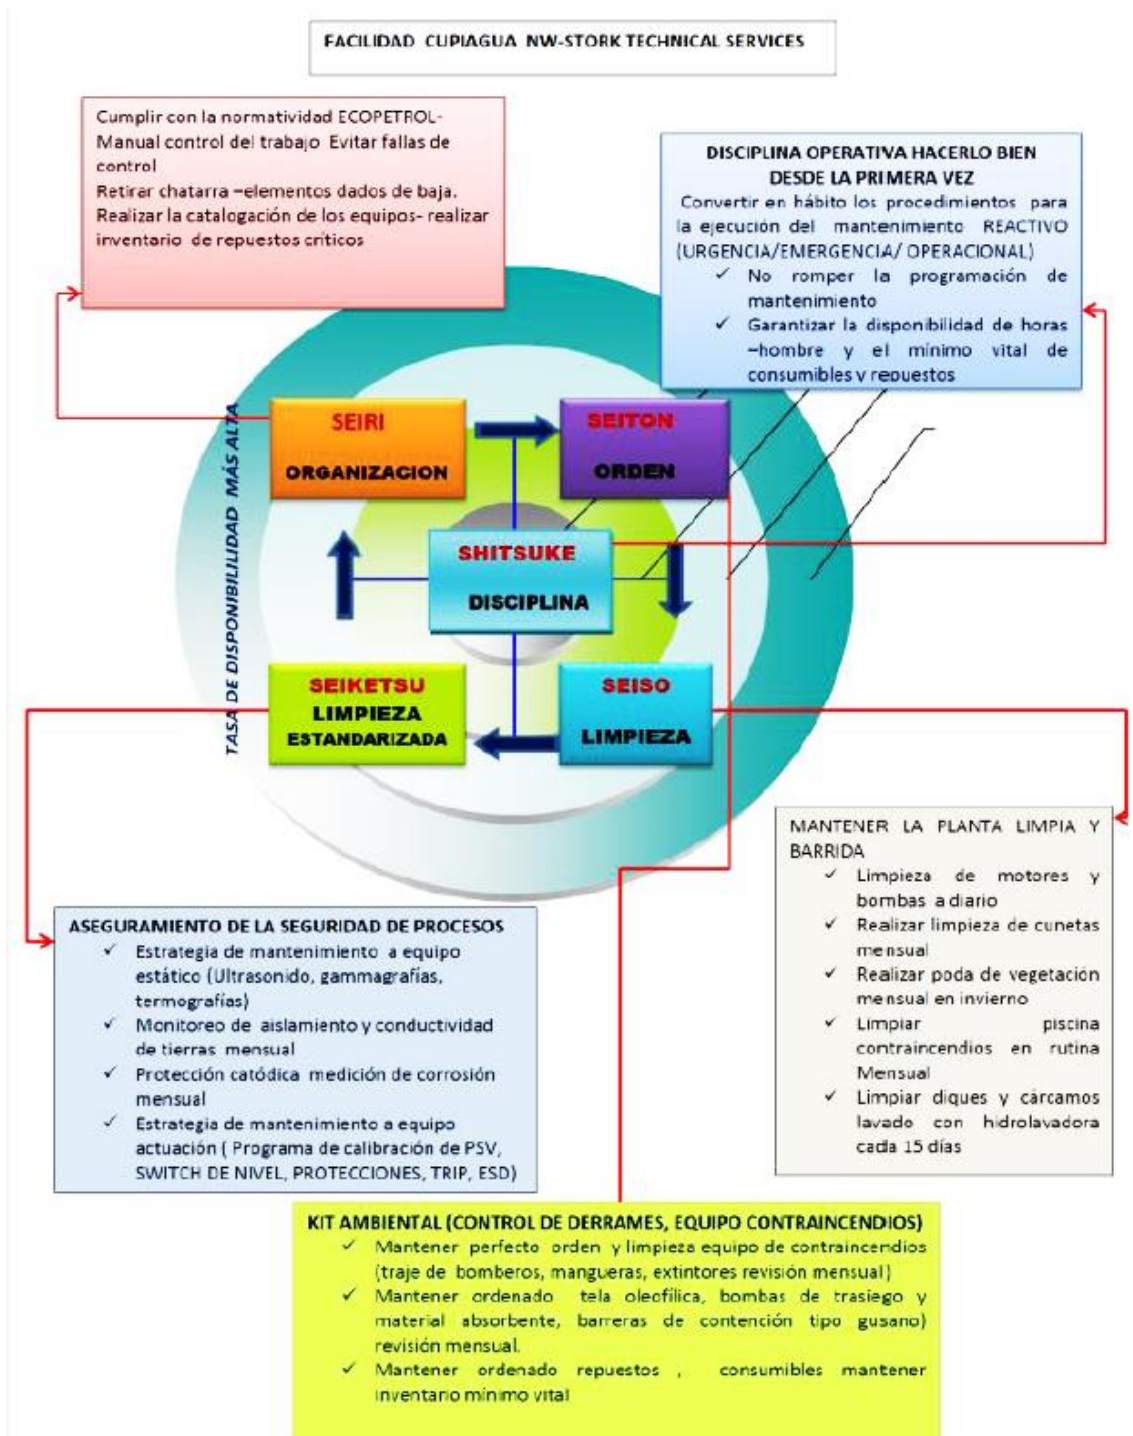 FACILIDAD CUPIAGUA NW-STORK TECHNICAL SERVICES
Cumplir con la normatividad ECOPETROL-
Manual control del trabajo Evitar fallas de
control
Retirar chatarra –elementos dados de baja.
Realizar la catalogación de los equipos- realizar
inventario de repuestos críticos
DISCIPLINA OPERATIVA HACERLO BIEN
DESDE LA PRIMERA VEZ
Convertir en hábito los procedimientos para
la ejecución del mantenimiento REACTIVO
(URGENCIA/EMERGENCIA/ OPERACIONAL)
✓ No romper la programación de
mantenimiento
✓ Garantizar la disponibilidad de horas
–hombre y el mínimo vital de
consumibles y repuestos
TASA DE DISPONIBILILIDAD MÁS ALTA
SEIRI
ORGANIZACION
SEITON
ORDEN
SHITSUKE
DISCIPLINA
SEIKETSU
LIMPIEZA
ESTANDARIZADA
SEISO
LIMPIEZA
MANTENER LA PLANTA LIMPIA Y
BARRIDA
✓ Limpieza de motores y
bombas a diario
✓ Realizar limpieza de cunetas
mensual
✓ Realizar poda de vegetación
mensual en invierno
✓ Limpiar piscina
contraincendios en rutina
Mensual
✓ Limpiar diques y cárcamos
lavado con hidrolavadora
cada 15 días
ASEGURAMIENTO DE LA SEGURIDAD DE PROCESOS
✓ Estrategia de mantenimiento a equipo
estático (Ultrasonido, gammagrafías,
termografías)
✓ Monitoreo de aislamiento y conductividad
de tierras mensual
✓ Protección catódica medición de corrosión
mensual
✓ Estrategia de mantenimiento a equipo
actuación ( Programa de calibración de PSV,
SWITCH DE NIVEL, PROTECCIONES, TRIP, ESD)
KIT AMBIENTAL (CONTROL DE DERRAMES, EQUIPO CONTRAINCENDIOS)
✓ Mantener perfecto orden y limpieza equipo de contraincendios
(traje de bomberos, mangueras, extintores revisión mensual)
✓ Mantener ordenado tela oleofílica, bombas de trasiego y
material absorbente, barreras de contención tipo gusano)
revisión mensual.
✓ Mantener ordenado repuestos , consumibles mantener
inventario mínimo vital